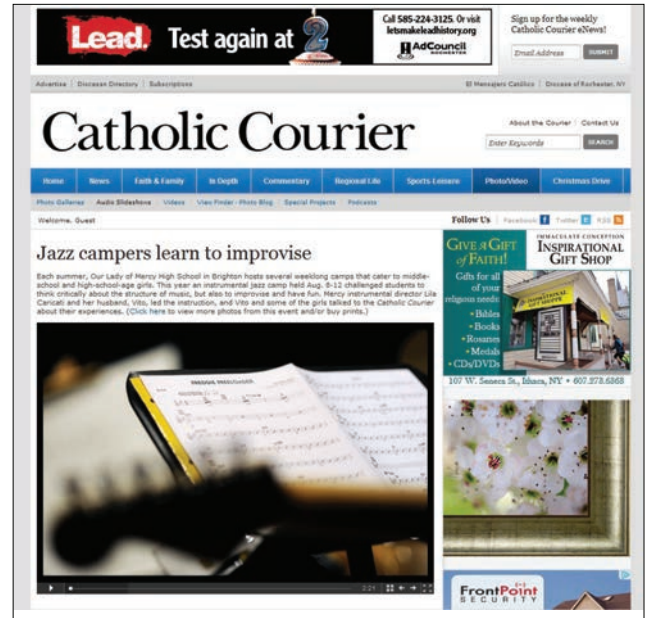 Lead. Test again at 2
Call 585-224-3125. Or visit
letsmakeleadhistory.org
AdCouncil
ROCHESTER
Sign up for the weekly
Catholic Courier eNews!
Email Address SUBMIT
Advertise | Diocesan Directory | Subscriptions
El Mensajero Católico | Diocese of Rochester, NY
Catholic Courier
About the Courier | Contact Us
Enter Keywords SEARCH
Home News Faith & Family In Depth Commentary Regional Life Sports-Leisure Photo/Video Christmas Drive
Photo Galleries Audio Slideshows Videos View Finder - Photo Blog Special Projects Podcasts
Welcome, Guest
Follow Us | Facebook Twitter RSS
Jazz campers learn to improvise
Each summer, Our Lady of Mercy High School in Brighton hosts several weeklong camps that cater to middle-
school and high-school-age girls. This year an instrumental jazz camp held Aug. 8-12 challenged students to
think critically about the structure of music, but also to improvise and have fun. Mercy instrumental director Lila
Caricati and her husband, Vito, led the instruction, and Vito and some of the girls talked to the Catholic Courier
about their experiences. (Click here to view more photos from this event and/or buy prints.)
FREDDIE FREELOADER
GIVE A GIFT
of FAITH!
Gifts for all
of your
religious needs:
• Bibles
• Books
• Rosaries
• Medals
• CDs/DVDs
IMMACULATE CONCEPTION
INSPIRATIONAL
GIFT SHOP
INSPIRATIONAL
GIFT SHOPPE
107 W. Seneca St., Ithaca, NY • 607.278.6868
FrontPoint
SECURITY